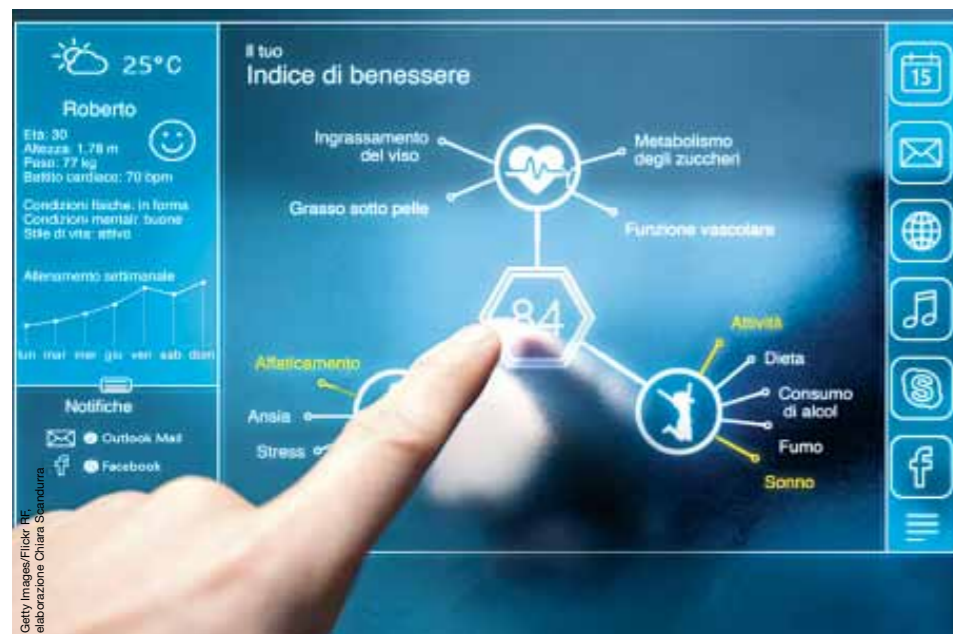 25°C
Roberto
Età: 30
Altezza: 1,78 m
Peso: 77 kg
Battito cardiaco: 70 bpm
Condizioni fisiche: in forma
Condizioni mentali: buone
Stile di vita: attivo
Allenamento settimanale
lun mar mer giu ven sab dom
Notifiche
Outlook Mail
Facebook
Il tuo
Indice di benessere
Ingrassamento
del viso
Metabolismo
degli zuccheri
Grasso sotto pelle
Funzione vascolare
84
Affaticamento
Ansia
Stress
Attività
Dieta
Consumo
di alcol
Fumo
Sonno
15
Getty Images/Flickr RF,
elaborazione Chiara Scandurra